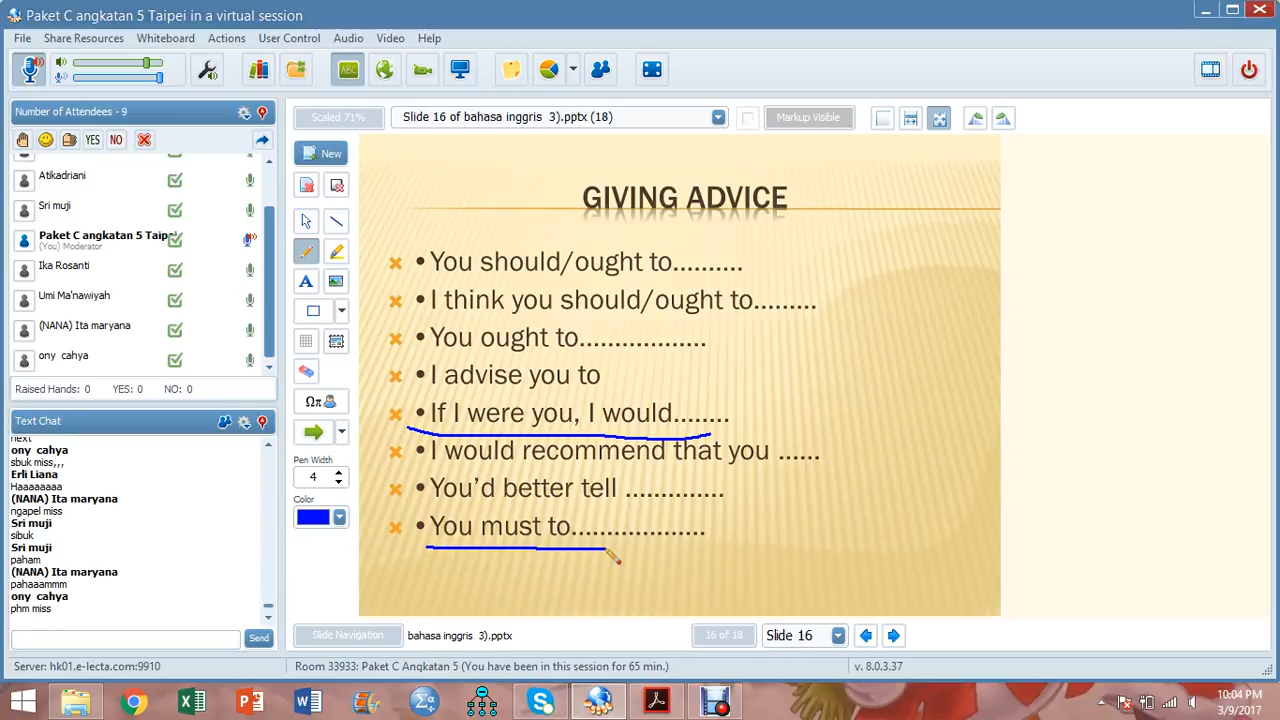 Paket C angkatan 5 Taipei in a virtual session
File Share Resources Whiteboard Actions User Control Audio Video Help
ABC
Number of Attendees - 9
YES NO
Atikadriani
Sri muji
Paket C angkatan 5 Taipe
(You) Moderator
Ika Rosanti
Umi Ma'nawiyah
(NANA) Ita maryana
ony cahya
Raised Hands: 0 YES: 0 NO: 0
Text Chat
next
ony cahya
sbuk miss,,,
Erli Liana
Haaaaaaaa
(NANA) Ita maryana
ngapel miss
Sri muji
sibuk
Sri muji
paham
(NANA) Ita maryana
pahaaammm
ony cahya
phm miss
Send
Scaled 71%
Slide 16 of bahasa inggris 3).pptx (18)
Markup Visible
New
A
Ωπ
Pen Width
4
Color
GIVING ADVICE
• You should/ought to..........
• I think you should/ought to.........
• You ought to..................
• I advise you to
• If I were you, I would........
• I would recommend that you ......
• You'd better tell ..............
• You must to...................
Slide Navigation
bahasa inggris 3).pptx
16 of 18
Slide 16
Server: hk01.e-lecta.com:9910
Room 33933: Paket C Angkatan 5 (You have been in this session for 65 min.)
v. 8.0.3.37
10:04 PM
3/9/2017